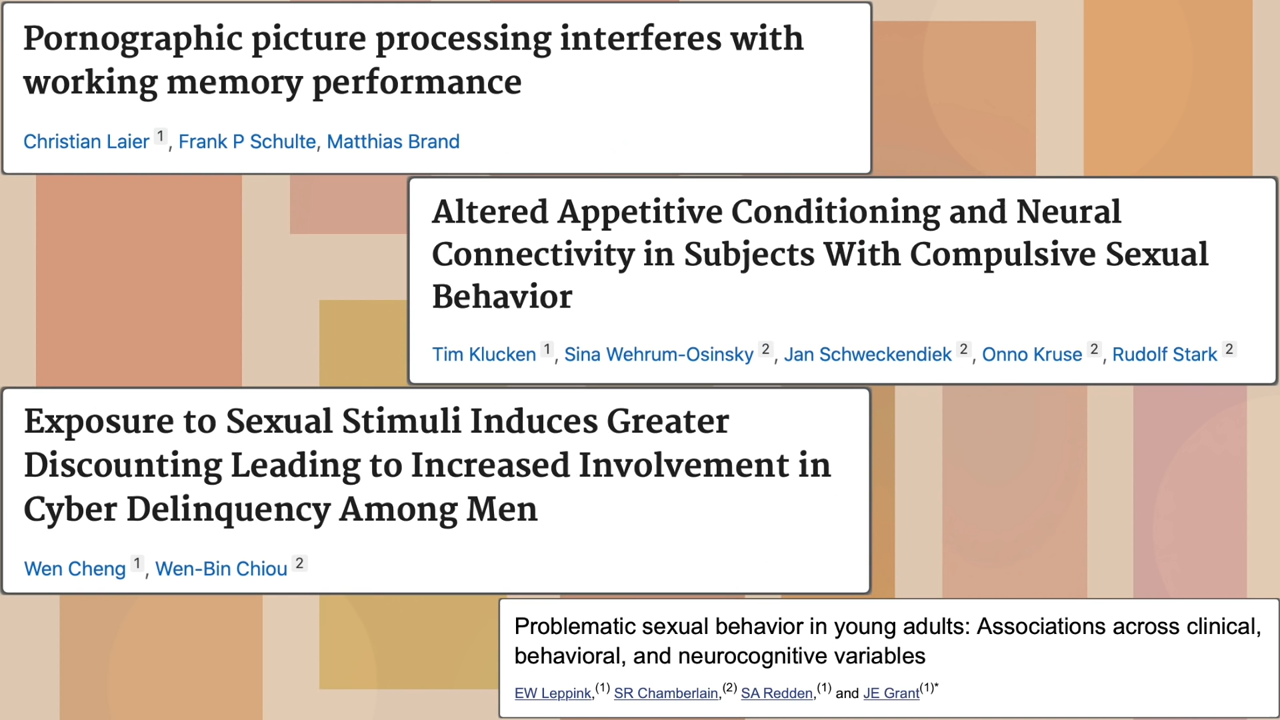 Pornographic picture processing interferes with
working memory performance
Christian Laier 1, Frank P Schulte, Matthias Brand
Altered Appetitive Conditioning and Neural
Connectivity in Subjects With Compulsive Sexual
Behavior
Tim Klucken 1, Sina Wehrum-Osinsky 2, Jan Schweckendiek 2, Onno Kruse 2, Rudolf Stark 2
Exposure to Sexual Stimuli Induces Greater
Discounting Leading to Increased Involvement in
Cyber Delinquency Among Men
Wen Cheng 1, Wen-Bin Chiou 2
Problematic sexual behavior in young adults: Associations across clinical,
behavioral, and neurocognitive variables
EW Leppink,(1) SR Chamberlain,(2) SA Redden,(1) and JE Grant(1)*